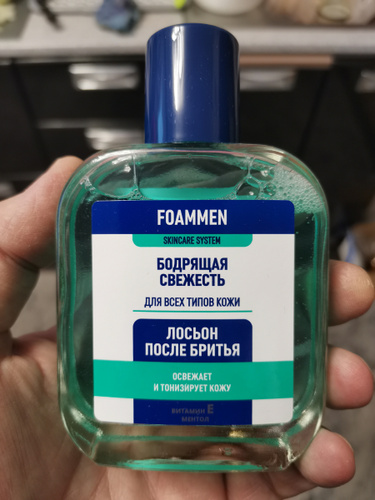 FOAMMEN
SKINCARE SYSTEM
БОДРЯЩАЯ
СВЕЖЕСТЬ
ДЛЯ ВСЕХ ТИПОВ КОЖИ
ЛОСЬОН
ПОСЛЕ БРИТЬЯ
ОСВЕЖАЕТ
И ТОНИЗИРУЕТ КОЖУ
ВИТАМИН E
МЕНТОЛ